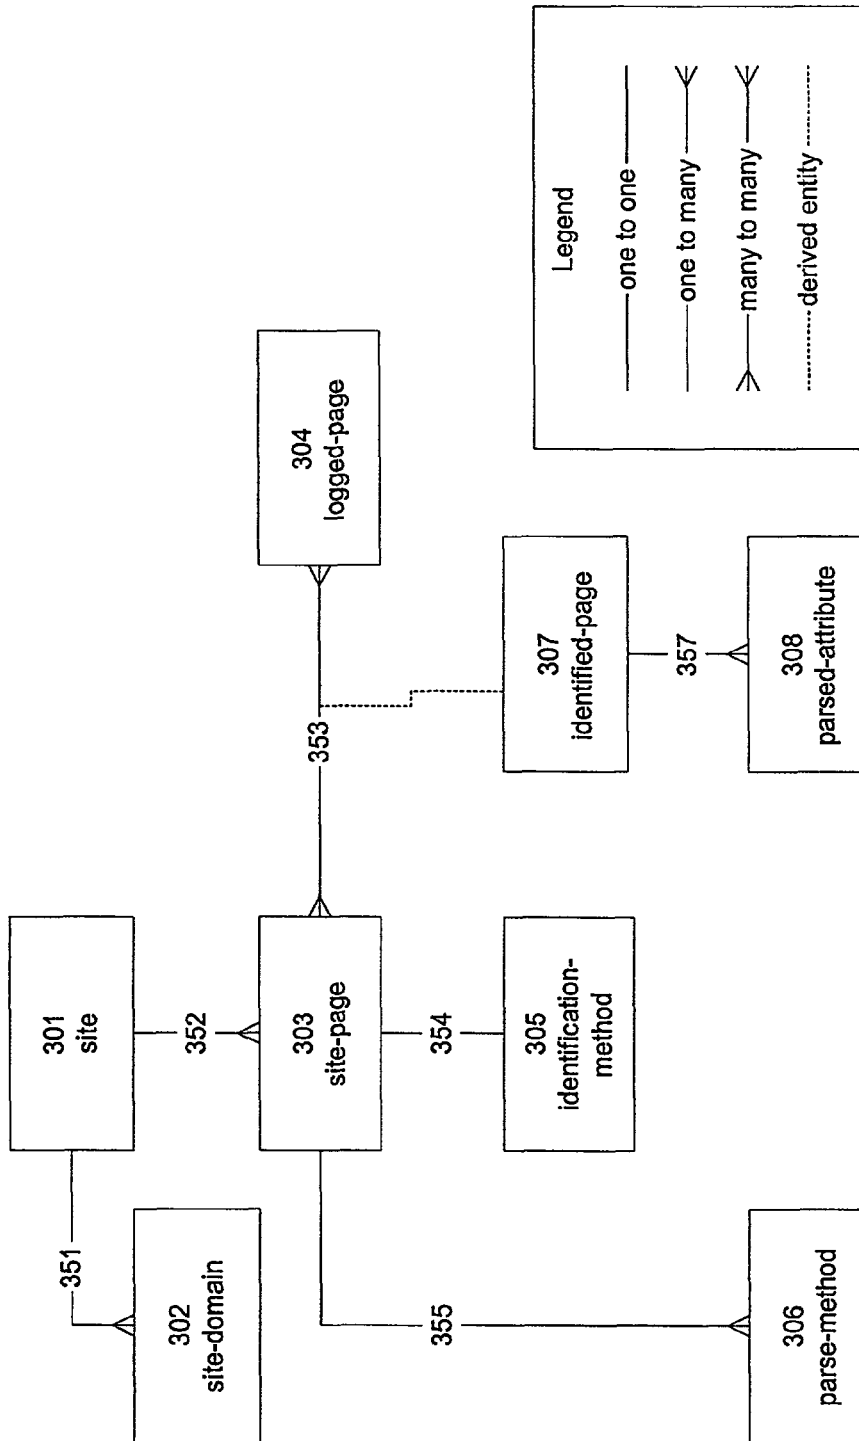 301
site
351
352
302
site-domain
303
site-page
353
304
logged-page
354
355
305
identification-
method
307
identified-page
357
306
parse-method
308
parsed-attribute
Legend
one to one
one to many
many to many
derived entity